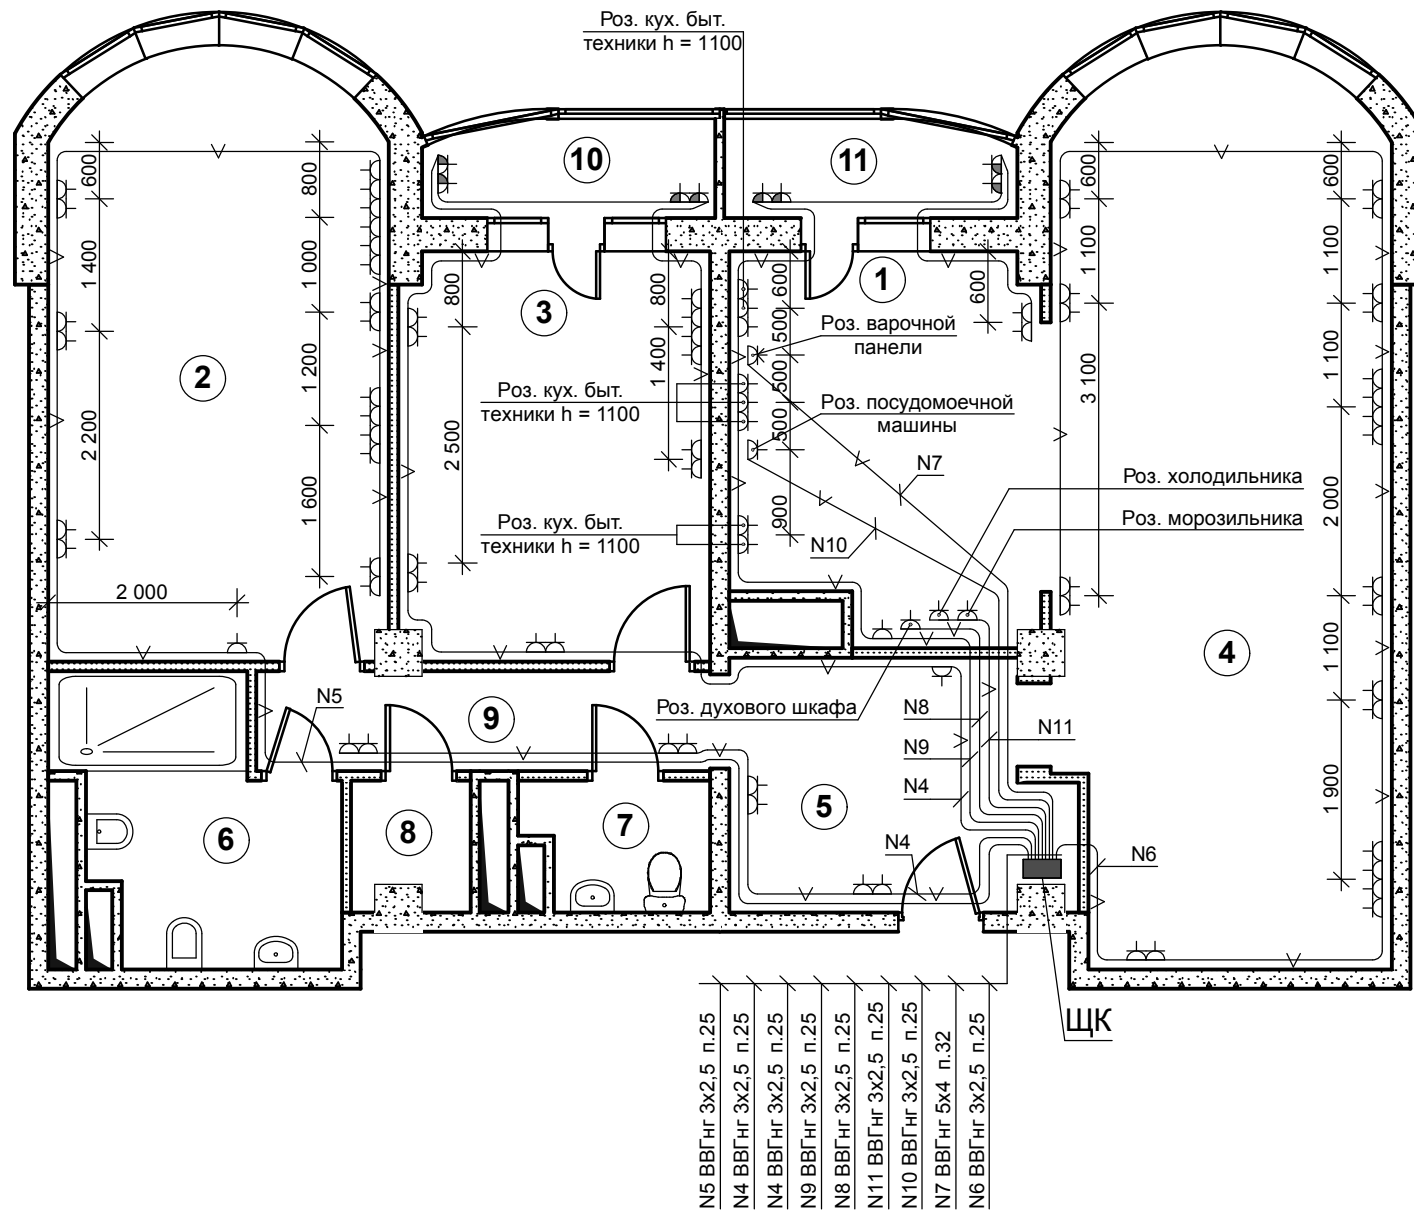 Роз. кух. быт.
техники h = 1100
10
11
600
1 400
2 200
2 000
800
1 000
1 200
1 600
2
800
2 500
3
800
1 400
Роз. кух. быт.
техники h = 1100
Роз. кух. быт.
техники h = 1100
600
500
500
500
900
1
600
Роз. варочной
панели
Роз. посудомоечной
машины
N7
N10
Роз. холодильника
Роз. морозильника
600
1 100
3 100
600
1 100
1 100
2 000
1 100
1 900
4
N5
9
Роз. духового шкафа
N8
N9
N4
N11
5
N4
N6
6
8
7
ЩК
N5 ВВГнг 3х2,5 п.25
N4 ВВГнг 3х2,5 п.25
N4 ВВГнг 3х2,5 п.25
N9 ВВГнг 3х2,5 п.25
N8 ВВГнг 3х2,5 п.25
N11 ВВГнг 3х2,5 п.25
N10 ВВГнг 3х2,5 п.25
N7 ВВГнг 5х4 п.32
N6 ВВГнг 3х2,5 п.25